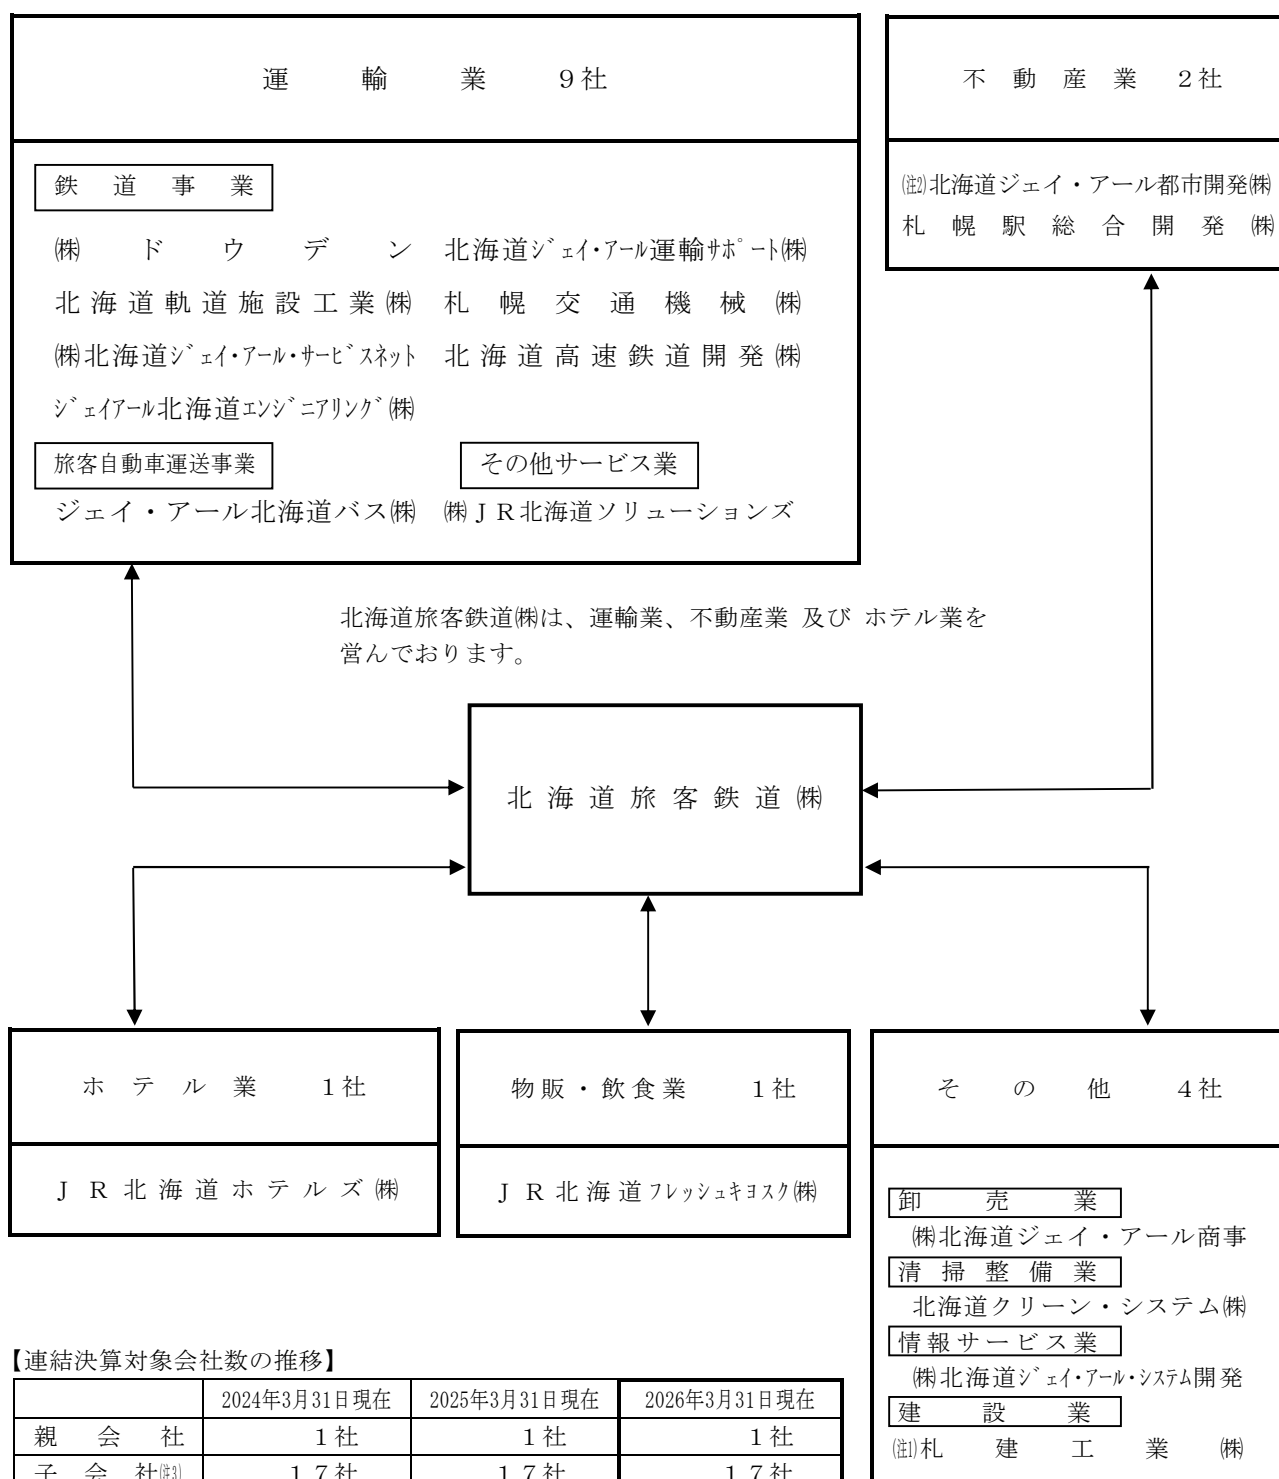 運輸業 9社
鉄道事業
㈱ドウデン 北海道ｼﾞｪｲ・ｱｰﾙ運輸ｻﾎﾟｰﾄ㈱
北海道軌道施設工業㈱ 札幌交通機械㈱
㈱北海道ｼﾞｪｲ・ｱｰﾙ・ｻｰﾋﾞｽﾈｯﾄ 北海道高速鉄道開発㈱
ｼﾞｪｲｱｰﾙ北海道ｴﾝｼﾞﾆｱﾘﾝｸﾞ㈱
旅客自動車運送事業 その他サービス業
ジェイ・アール北海道バス㈱ ㈱ＪＲ北海道ソリューションズ
不動産業 2社
(注2)北海道ジェイ・アール都市開発㈱
札幌駅総合開発㈱
北海道旅客鉄道㈱は、運輸業、不動産業 及び ホテル業を
営んでおります。
北海道旅客鉄道㈱
ホテル業 1社
ＪＲ北海道ホテルズ㈱
物販・飲食業 1社
ＪＲ北海道ﾌﾚｯｼｭｷﾖｽｸ㈱
その他 4社
卸売業
㈱北海道ジェイ・アール商事
清掃整備業
北海道クリーン・システム㈱
情報サービス業
㈱北海道ｼﾞｪｲ・ｱｰﾙ・ｼｽﾃﾑ開発
建設業
(注1)札建工業㈱
【連結決算対象会社数の推移】
2024年3月31日現在 2025年3月31日現在 2026年3月31日現在
親会社 1社 1社 1社
子会社(注3) 17社 17社 17社